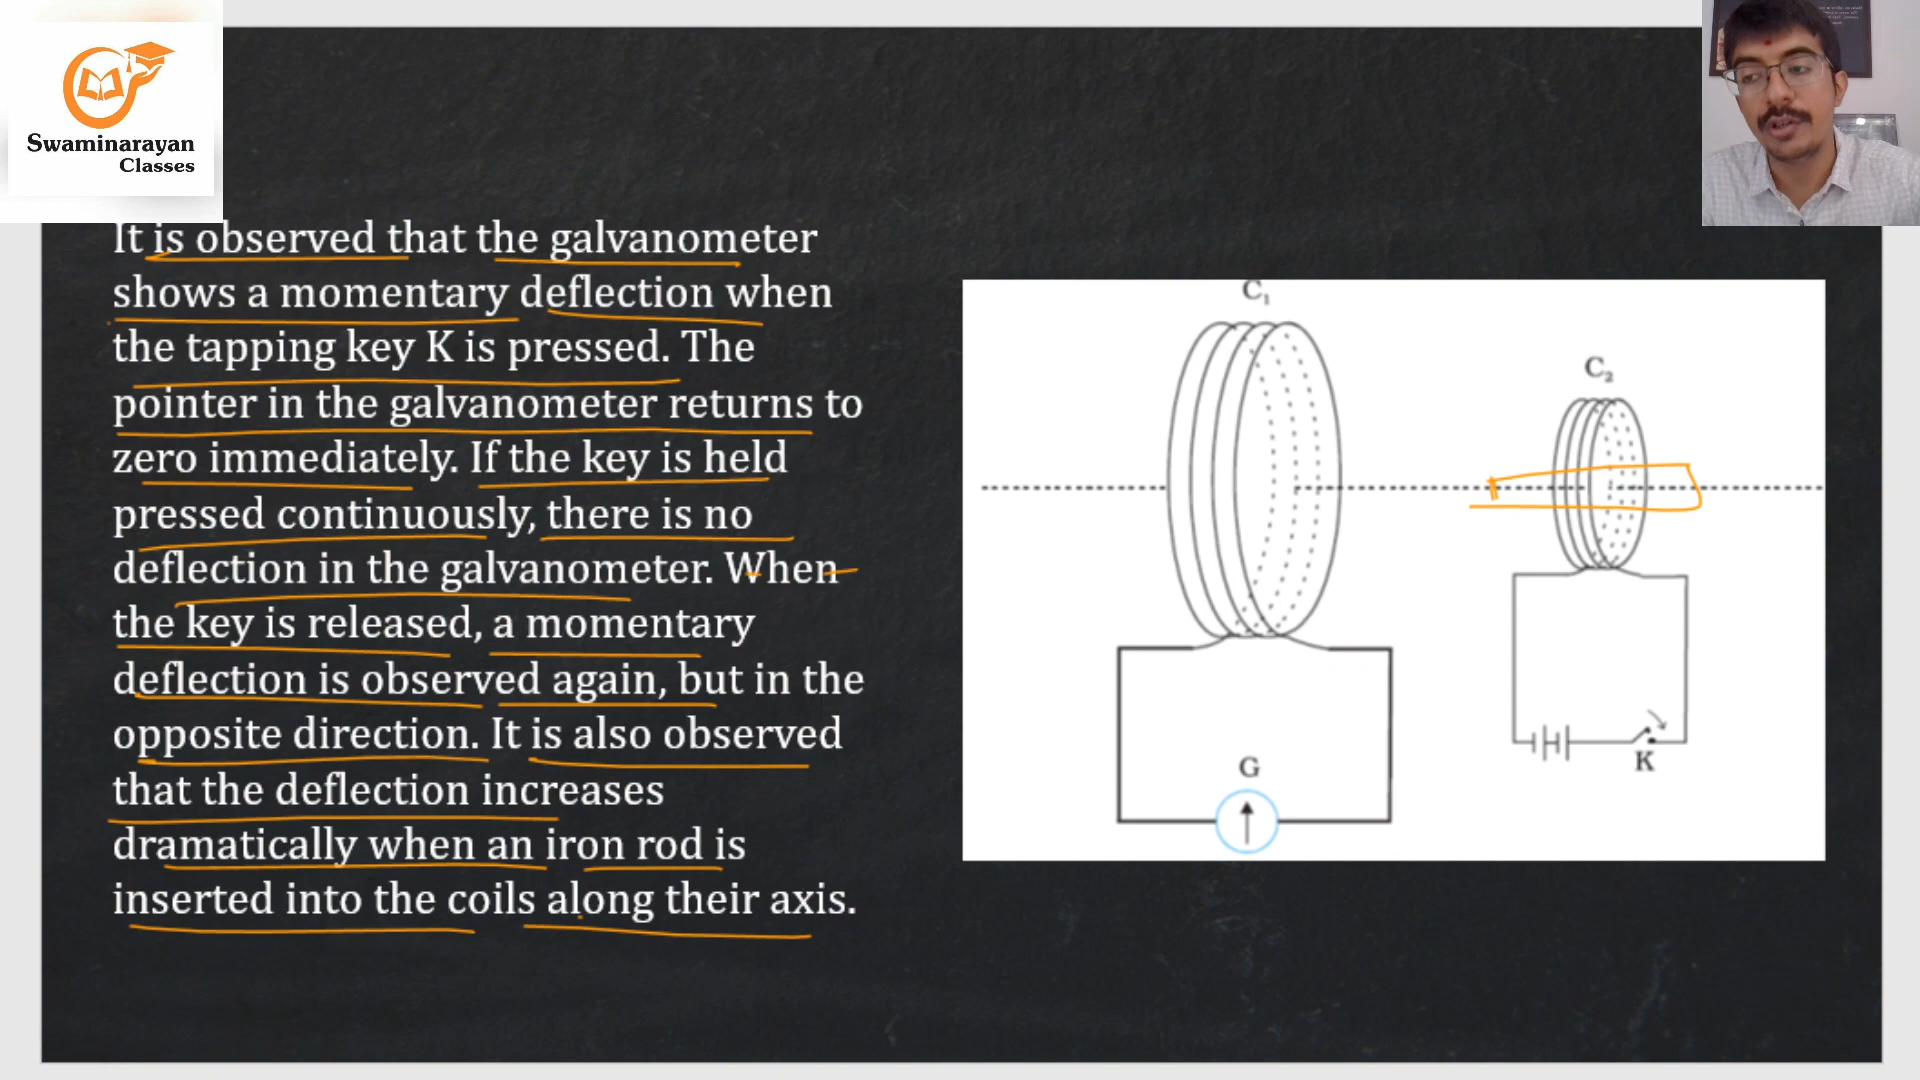 Swaminarayan
Classes
It is observed that the galvanometer
shows a momentary deflection when
the tapping key K is pressed. The
pointer in the galvanometer returns to
zero immediately. If the key is held
pressed continuously, there is no
deflection in the galvanometer. When
the key is released, a momentary
deflection is observed again, but in the
opposite direction. It is also observed
that the deflection increases
dramatically when an iron rod is
inserted into the coils along their axis.
C₁
C₂
G
K